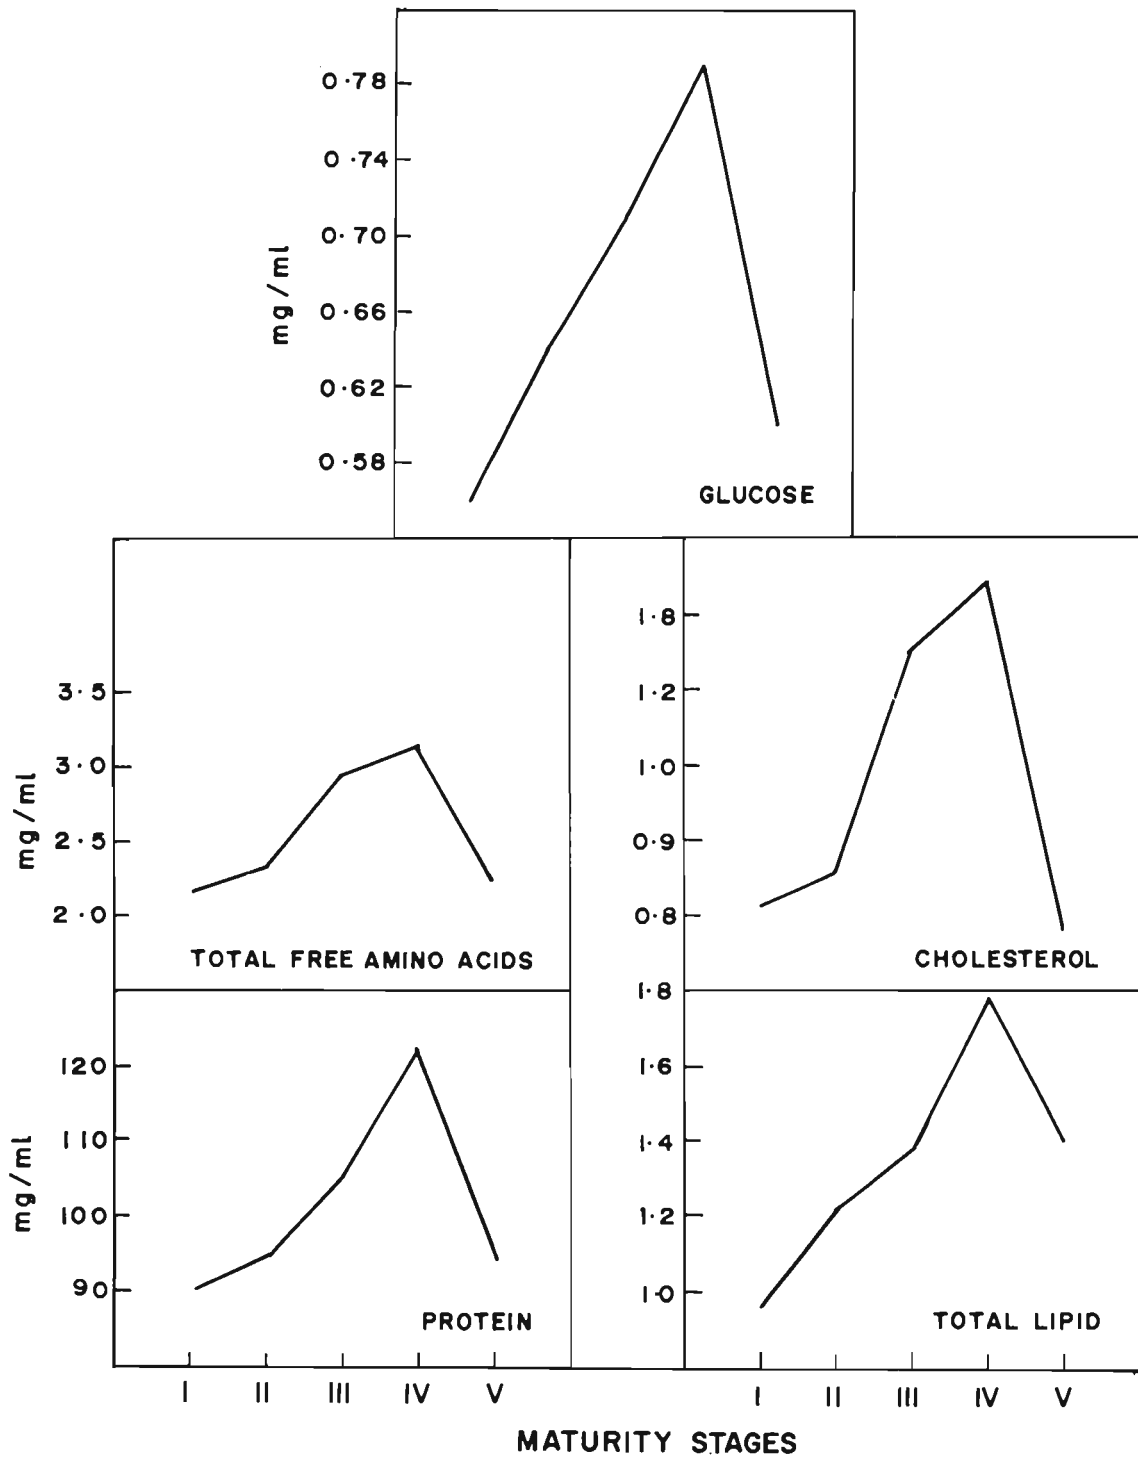 0.78
0.74
0.70
0.66
0.62
0.58
mg/ml
GLUCOSE
3.5
3.0
2.5
2.0
mg/ml
TOTAL FREE AMINO ACIDS
1.8
1.2
1.0
0.9
0.8
CHOLESTEROL
120
110
100
90
mg/ml
PROTEIN
1.8
1.6
1.4
1.2
1.0
TOTAL LIPID
I II III IV V
I II III IV V
MATURITY STAGES